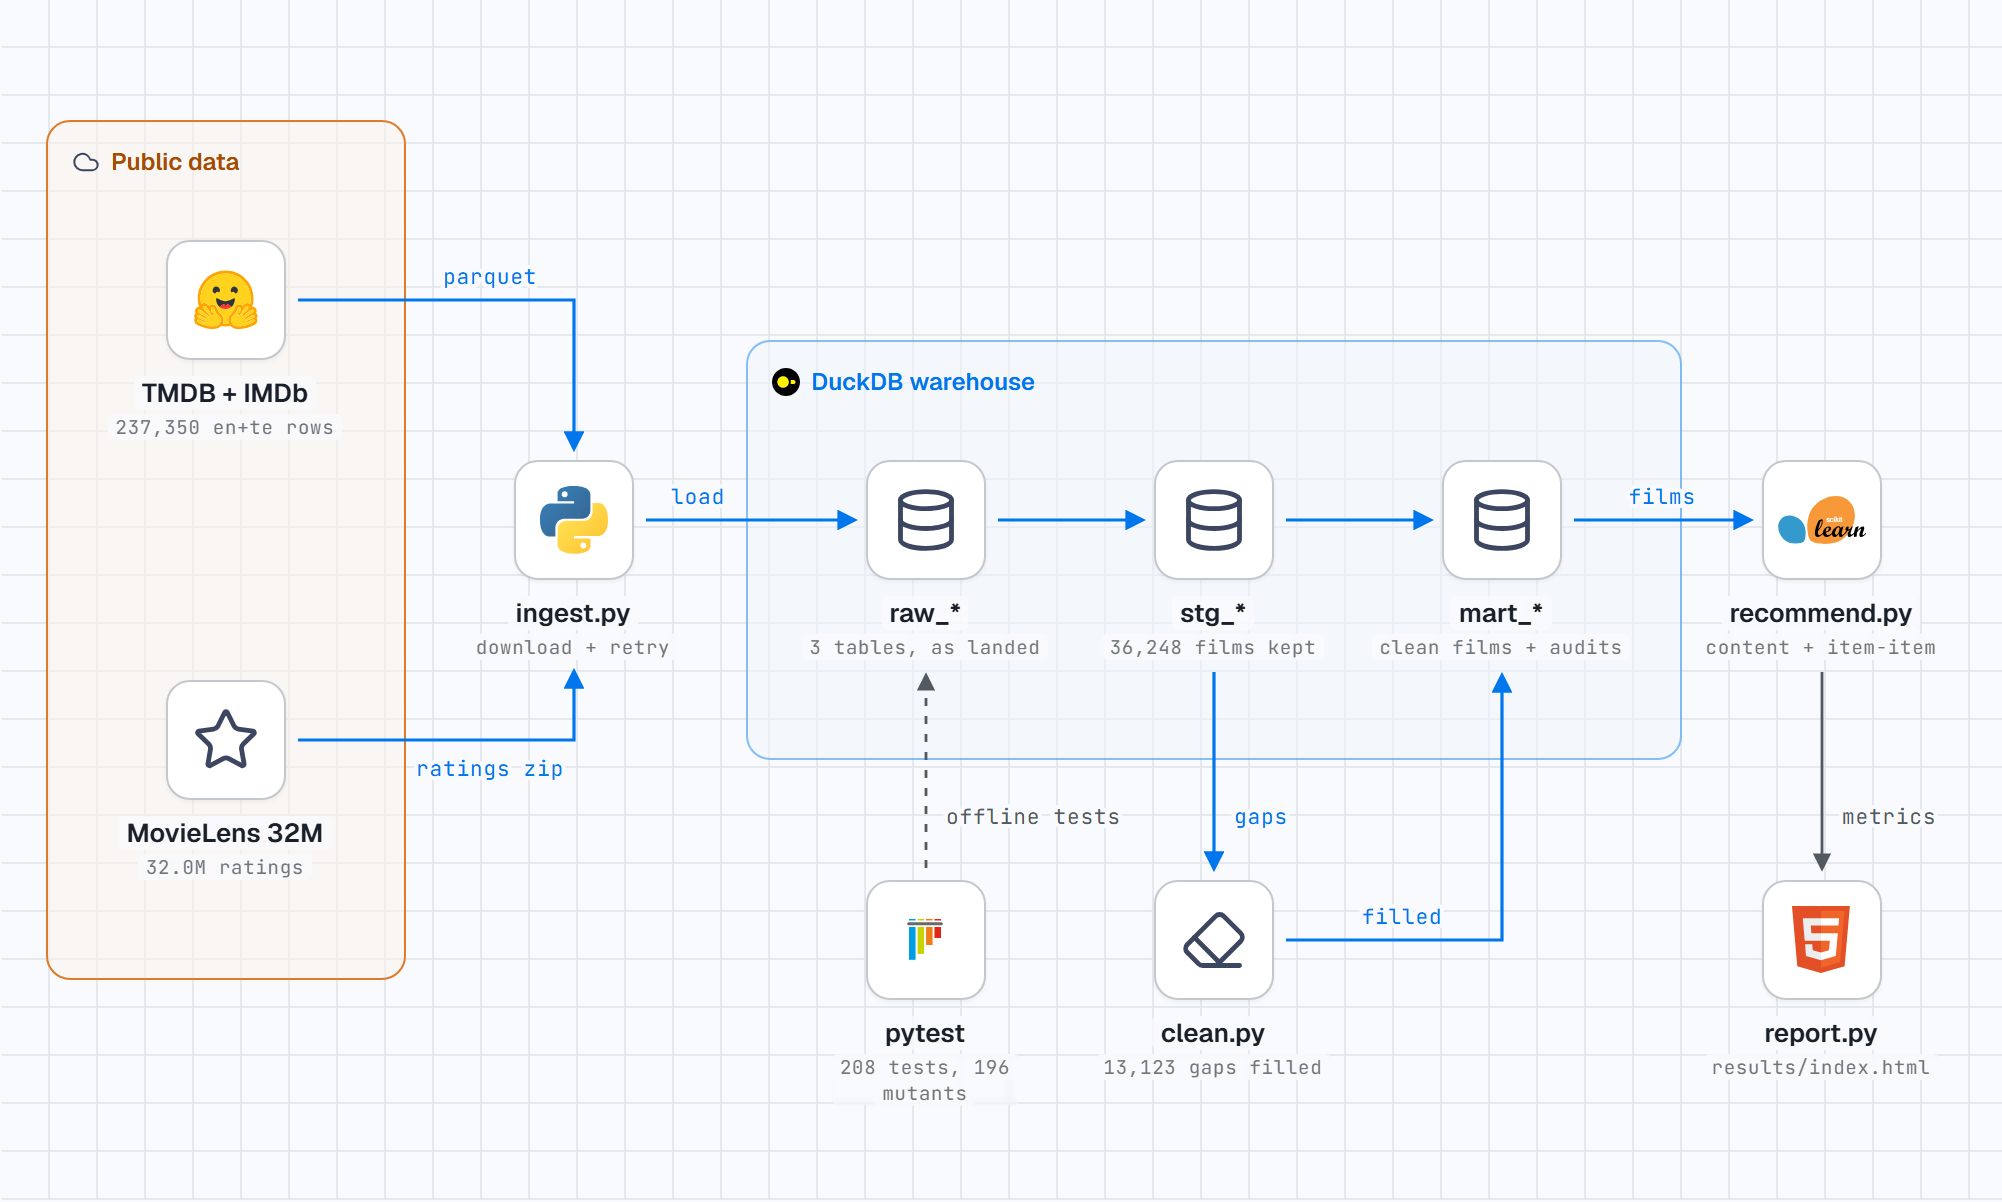 Public data
TMDB + IMDb
237,350 en+te rows
parquet
MovieLens 32M
32.0M ratings
ratings zip
ingest.py
download + retry
load
DuckDB warehouse
raw_*
3 tables, as landed
stg_*
36,248 films kept
mart_*
clean films + audits
films
scikit
learn
recommend.py
content + item-item
offline tests
gaps
filled
metrics
pytest
208 tests, 196
mutants
clean.py
13,123 gaps filled
5
report.py
results/index.html